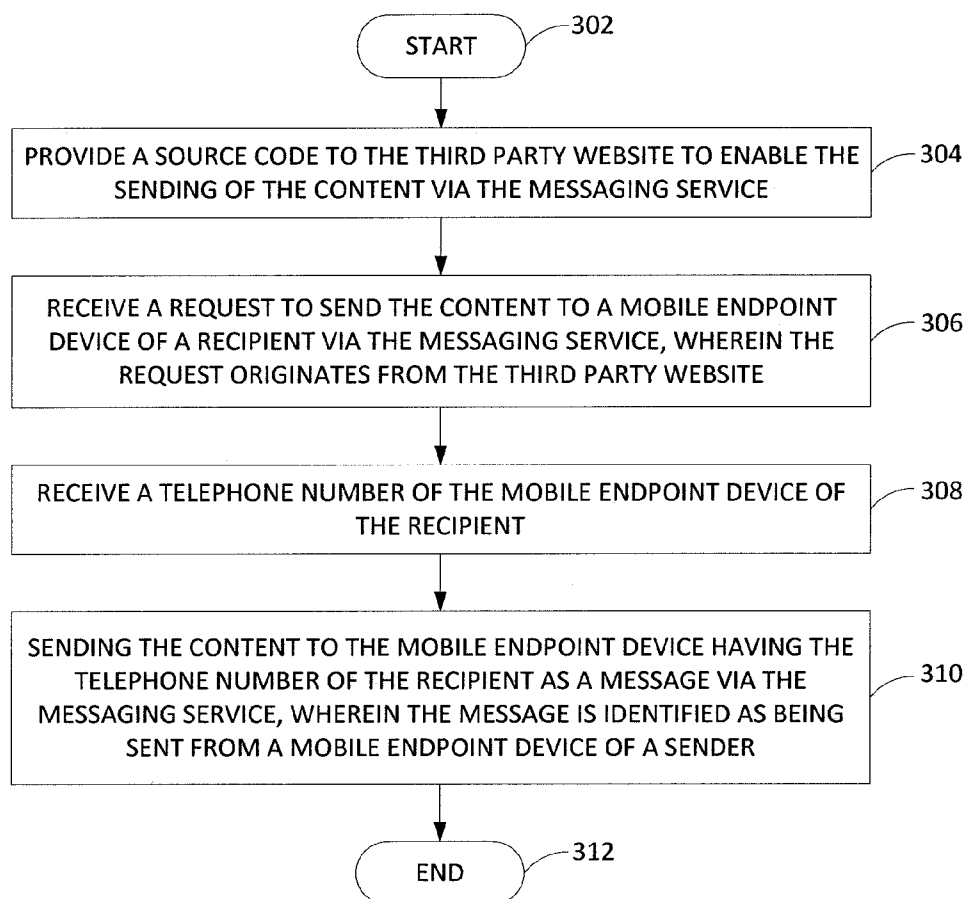 START
302
PROVIDE A SOURCE CODE TO THE THIRD PARTY WEBSITE TO ENABLE THE
SENDING OF THE CONTENT VIA THE MESSAGING SERVICE
304
RECEIVE A REQUEST TO SEND THE CONTENT TO A MOBILE ENDPOINT
DEVICE OF A RECIPIENT VIA THE MESSAGING SERVICE, WHEREIN THE
REQUEST ORIGINATES FROM THE THIRD PARTY WEBSITE
306
RECEIVE A TELEPHONE NUMBER OF THE MOBILE ENDPOINT DEVICE OF
THE RECIPIENT
308
SENDING THE CONTENT TO THE MOBILE ENDPOINT DEVICE HAVING THE
TELEPHONE NUMBER OF THE RECIPIENT AS A MESSAGE VIA THE
MESSAGING SERVICE, WHEREIN THE MESSAGE IS IDENTIFIED AS BEING
SENT FROM A MOBILE ENDPOINT DEVICE OF A SENDER
310
END
312